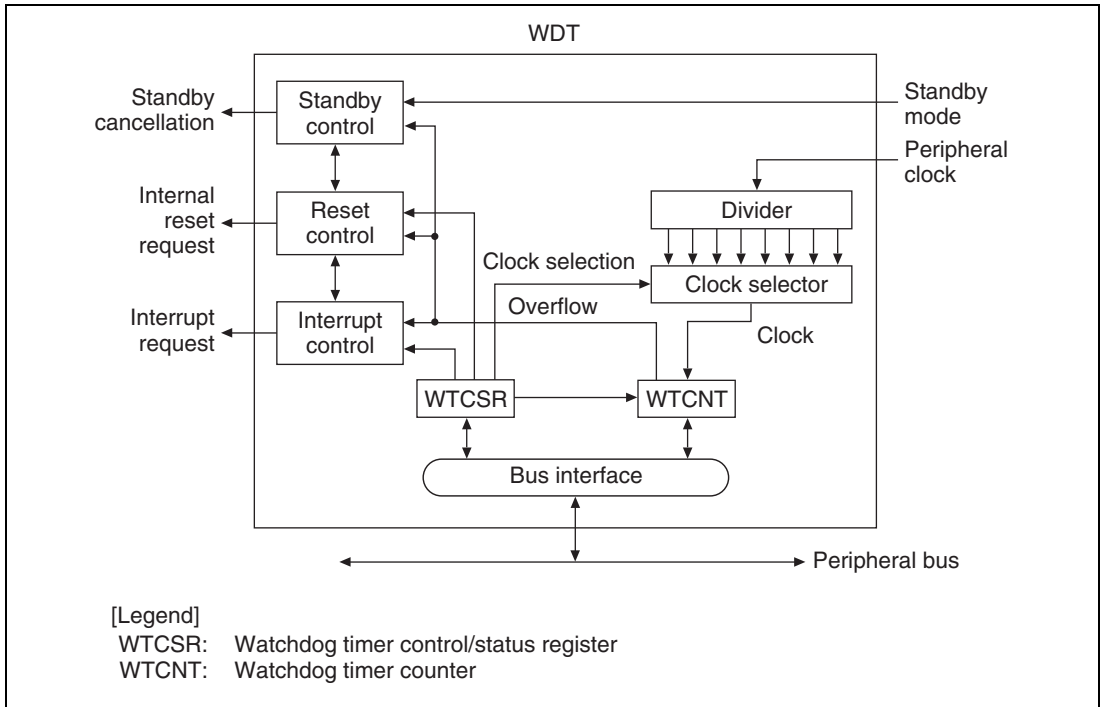 WDT
Standby
cancellation
Standby
control
Standby
mode
Peripheral
clock
Internal
reset
request
Reset
control
Divider
Clock selection
Clock selector
Interrupt
request
Interrupt
control
Overflow
Clock
WTCSR
WTCNT
Bus interface
Peripheral bus
[Legend]
WTCSR: Watchdog timer control/status register
WTCNT: Watchdog timer counter